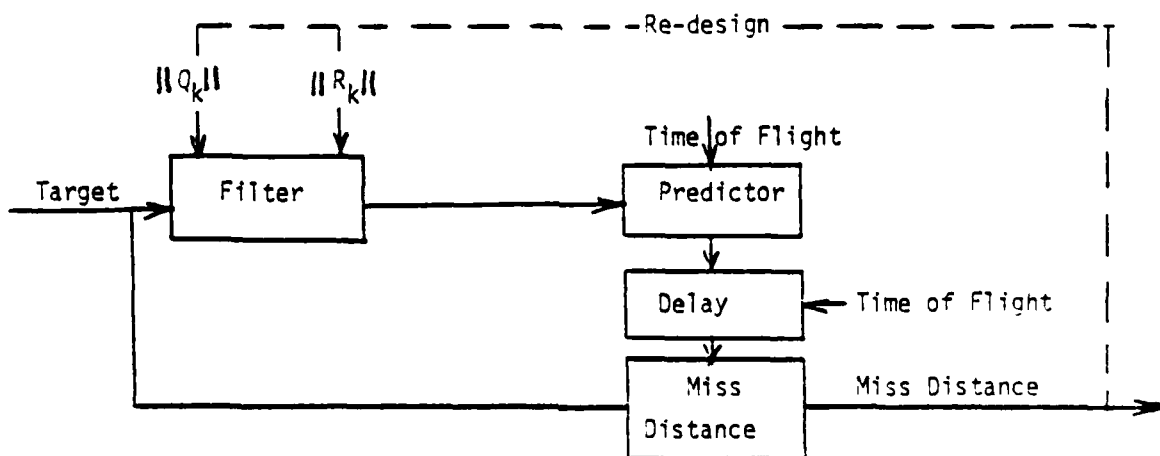 Re-design
||Q_k|| ||R_k||
Time of Flight
Target
Filter
Predictor
Delay
Time of Flight
Miss
Distance
Miss Distance